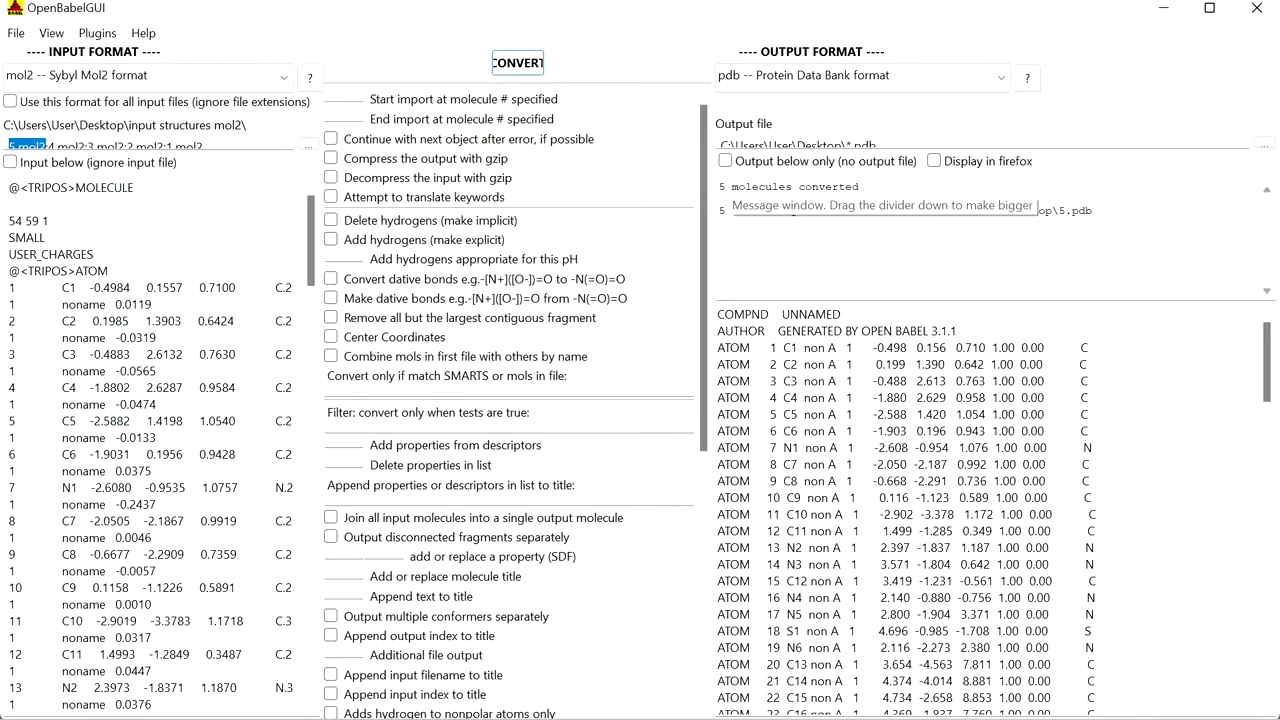 OpenBabelGUI
File View Plugins Help
---- INPUT FORMAT ----
mol2 -- Sybyl Mol2 format
?
Use this format for all input files (ignore file extensions)
C:\Users\User\Desktop\input structures mol2\
5.mol2;4.mol2;3.mol2;2.mol2;1.mol2
...
Input below (ignore input file)
@<TRIPOS>MOLECULE
54 59 1
SMALL
USER_CHARGES
@<TRIPOS>ATOM
1 C1 -0.4984 0.1557 0.7100 C.2
1 noname 0.0119
2 C2 0.1985 1.3903 0.6424 C.2
1 noname -0.0319
3 C3 -0.4883 2.6132 0.7630 C.2
1 noname -0.0565
4 C4 -1.8802 2.6287 0.9584 C.2
1 noname -0.0474
5 C5 -2.5882 1.4198 1.0540 C.2
1 noname -0.0133
6 C6 -1.9031 0.1956 0.9428 C.2
1 noname 0.0375
7 N1 -2.6080 -0.9535 1.0757 N.2
1 noname -0.2437
8 C7 -2.0505 -2.1867 0.9919 C.2
1 noname 0.0046
9 C8 -0.6677 -2.2909 0.7359 C.2
1 noname -0.0057
10 C9 0.1158 -1.1226 0.5891 C.2
1 noname 0.0010
11 C10 -2.9019 -3.3783 1.1718 C.3
1 noname 0.0317
12 C11 1.4993 -1.2849 0.3487 C.2
1 noname 0.0447
13 N2 2.3973 -1.8371 1.1870 N.3
1 noname 0.0376
CONVERT
Start import at molecule # specified
End import at molecule # specified
Continue with next object after error, if possible
Compress the output with gzip
Decompress the input with gzip
Attempt to translate keywords
Delete hydrogens (make implicit)
Add hydrogens (make explicit)
Add hydrogens appropriate for this pH
Convert dative bonds e.g.-[N+]([O-])=O to -N(=O)=O
Make dative bonds e.g.-[N+]([O-])=O from -N(=O)=O
Remove all but the largest contiguous fragment
Center Coordinates
Combine mols in first file with others by name
Convert only if match SMARTS or mols in file:
Filter: convert only when tests are true:
Add properties from descriptors
Delete properties in list
Append properties or descriptors in list to title:
Join all input molecules into a single output molecule
Output disconnected fragments separately
add or replace a property (SDF)
Add or replace molecule title
Append text to title
Output multiple conformers separately
Append output index to title
Additional file output
Append input filename to title
Append input index to title
Adds hydrogen to nonpolar atoms only
---- OUTPUT FORMAT ----
pdb -- Protein Data Bank format
?
Output file
C:\Users\User\Desktop\*.pdb
...
Output below only (no output file) Display in firefox
5 molecules converted
5 op\5.pdb
Message window. Drag the divider down to make bigger
COMPND UNNAMED
AUTHOR GENERATED BY OPEN BABEL 3.1.1
ATOM 1 C1 non A 1 -0.498 0.156 0.710 1.00 0.00 C
ATOM 2 C2 non A 1 0.199 1.390 0.642 1.00 0.00 C
ATOM 3 C3 non A 1 -0.488 2.613 0.763 1.00 0.00 C
ATOM 4 C4 non A 1 -1.880 2.629 0.958 1.00 0.00 C
ATOM 5 C5 non A 1 -2.588 1.420 1.054 1.00 0.00 C
ATOM 6 C6 non A 1 -1.903 0.196 0.943 1.00 0.00 C
ATOM 7 N1 non A 1 -2.608 -0.954 1.076 1.00 0.00 N
ATOM 8 C7 non A 1 -2.050 -2.187 0.992 1.00 0.00 C
ATOM 9 C8 non A 1 -0.668 -2.291 0.736 1.00 0.00 C
ATOM 10 C9 non A 1 0.116 -1.123 0.589 1.00 0.00 C
ATOM 11 C10 non A 1 -2.902 -3.378 1.172 1.00 0.00 C
ATOM 12 C11 non A 1 1.499 -1.285 0.349 1.00 0.00 C
ATOM 13 N2 non A 1 2.397 -1.837 1.187 1.00 0.00 N
ATOM 14 N3 non A 1 3.571 -1.804 0.642 1.00 0.00 N
ATOM 15 C12 non A 1 3.419 -1.231 -0.561 1.00 0.00 C
ATOM 16 N4 non A 1 2.140 -0.880 -0.756 1.00 0.00 N
ATOM 17 N5 non A 1 2.800 -1.904 3.371 1.00 0.00 N
ATOM 18 S1 non A 1 4.696 -0.985 -1.708 1.00 0.00 S
ATOM 19 N6 non A 1 2.116 -2.273 2.380 1.00 0.00 N
ATOM 20 C13 non A 1 3.654 -4.563 7.811 1.00 0.00 C
ATOM 21 C14 non A 1 4.374 -4.014 8.881 1.00 0.00 C
ATOM 22 C15 non A 1 4.734 -2.658 8.853 1.00 0.00 C
ATOM 23 C16 non A 1 4.369 -1.837 7.760 1.00 0.00 C